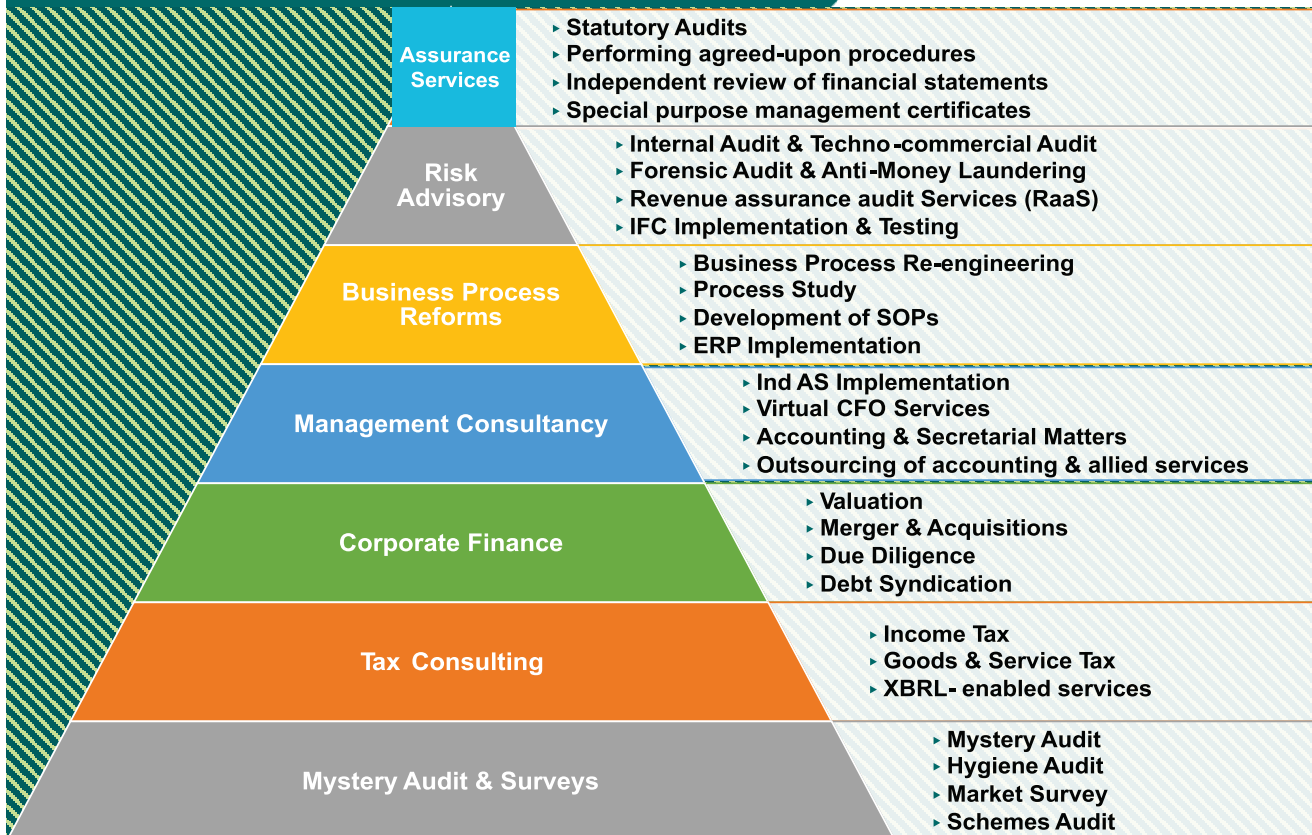 Assurance
Services
Statutory Audits
Performing agreed-upon procedures
Independent review of financial statements
Special purpose management certificates
Risk
Advisory
Internal Audit & Techno-commercial Audit
Forensic Audit & Anti-Money Laundering
Revenue assurance audit Services (RaaS)
IFC Implementation & Testing
Business Process
Reforms
Business Process Re-engineering
Process Study
Development of SOPs
ERP Implementation
Management Consultancy
Ind AS Implementation
Virtual CFO Services
Accounting & Secretarial Matters
Outsourcing of accounting & allied services
Corporate Finance
Valuation
Merger & Acquisitions
Due Diligence
Debt Syndication
Tax Consulting
Income Tax
Goods & Service Tax
XBRL- enabled services
Mystery Audit & Surveys
Mystery Audit
Hygiene Audit
Market Survey
Schemes Audit